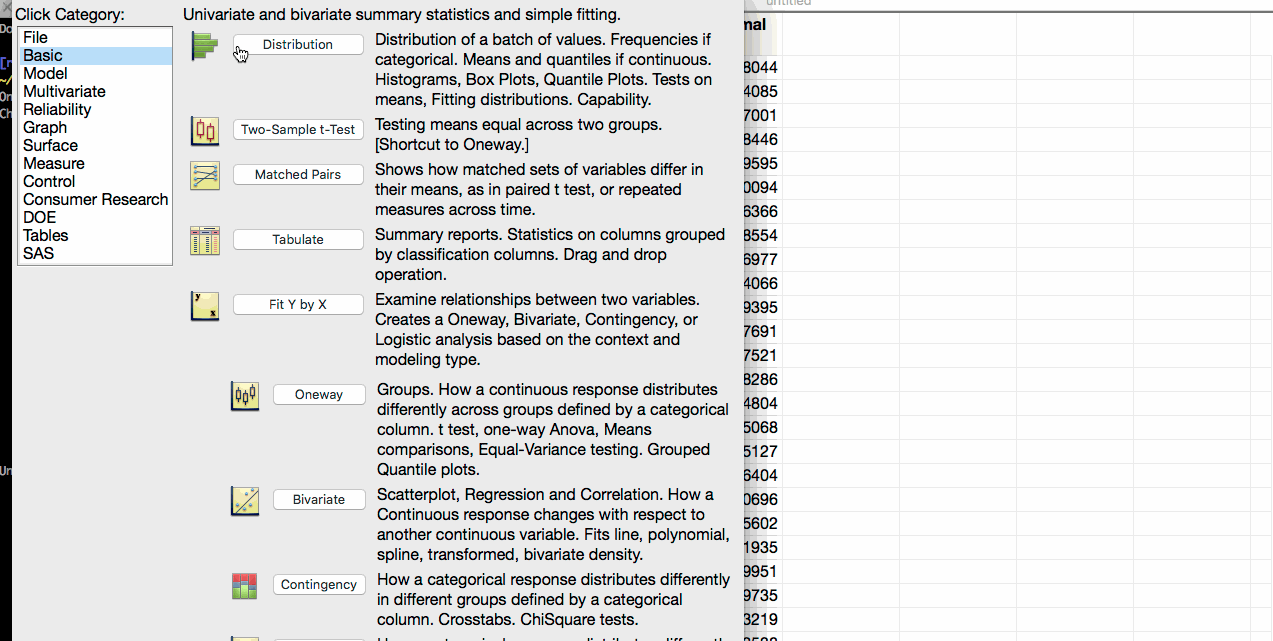 Click Category:
File
Basic
Model
Multivariate
Reliability
Graph
Surface
Measure
Control
Consumer Research
DOE
Tables
SAS
Univariate and bivariate summary statistics and simple fitting.
Distribution
Distribution of a batch of values. Frequencies if
categorical. Means and quantiles if continuous.
Histograms, Box Plots, Quantile Plots. Tests on
means, Fitting distributions. Capability.
Two-Sample t-Test
Testing means equal across two groups.
[Shortcut to Oneway.]
Matched Pairs
Shows how matched sets of variables differ in
their means, as in paired t test, or repeated
measures across time.
Tabulate
Summary reports. Statistics on columns grouped
by classification columns. Drag and drop
operation.
Fit Y by X
Examine relationships between two variables.
Creates a Oneway, Bivariate, Contingency, or
Logistic analysis based on the context and
modeling type.
Oneway
Groups. How a continuous response distributes
differently across groups defined by a categorical
column. t test, one-way Anova, Means
comparisons, Equal-Variance testing. Grouped
Quantile plots.
Bivariate
Scatterplot, Regression and Correlation. How a
Continuous response changes with respect to
another continuous variable. Fits line, polynomial,
spline, transformed, bivariate density.
Contingency
How a categorical response distributes differently
in different groups defined by a categorical
column. Crosstabs. ChiSquare tests.
untitled
mal
8044
4085
7001
8446
9595
0094
6366
8554
6977
4066
9395
7691
7521
8286
4804
5068
5127
6404
0696
5602
1935
9951
9735
3219